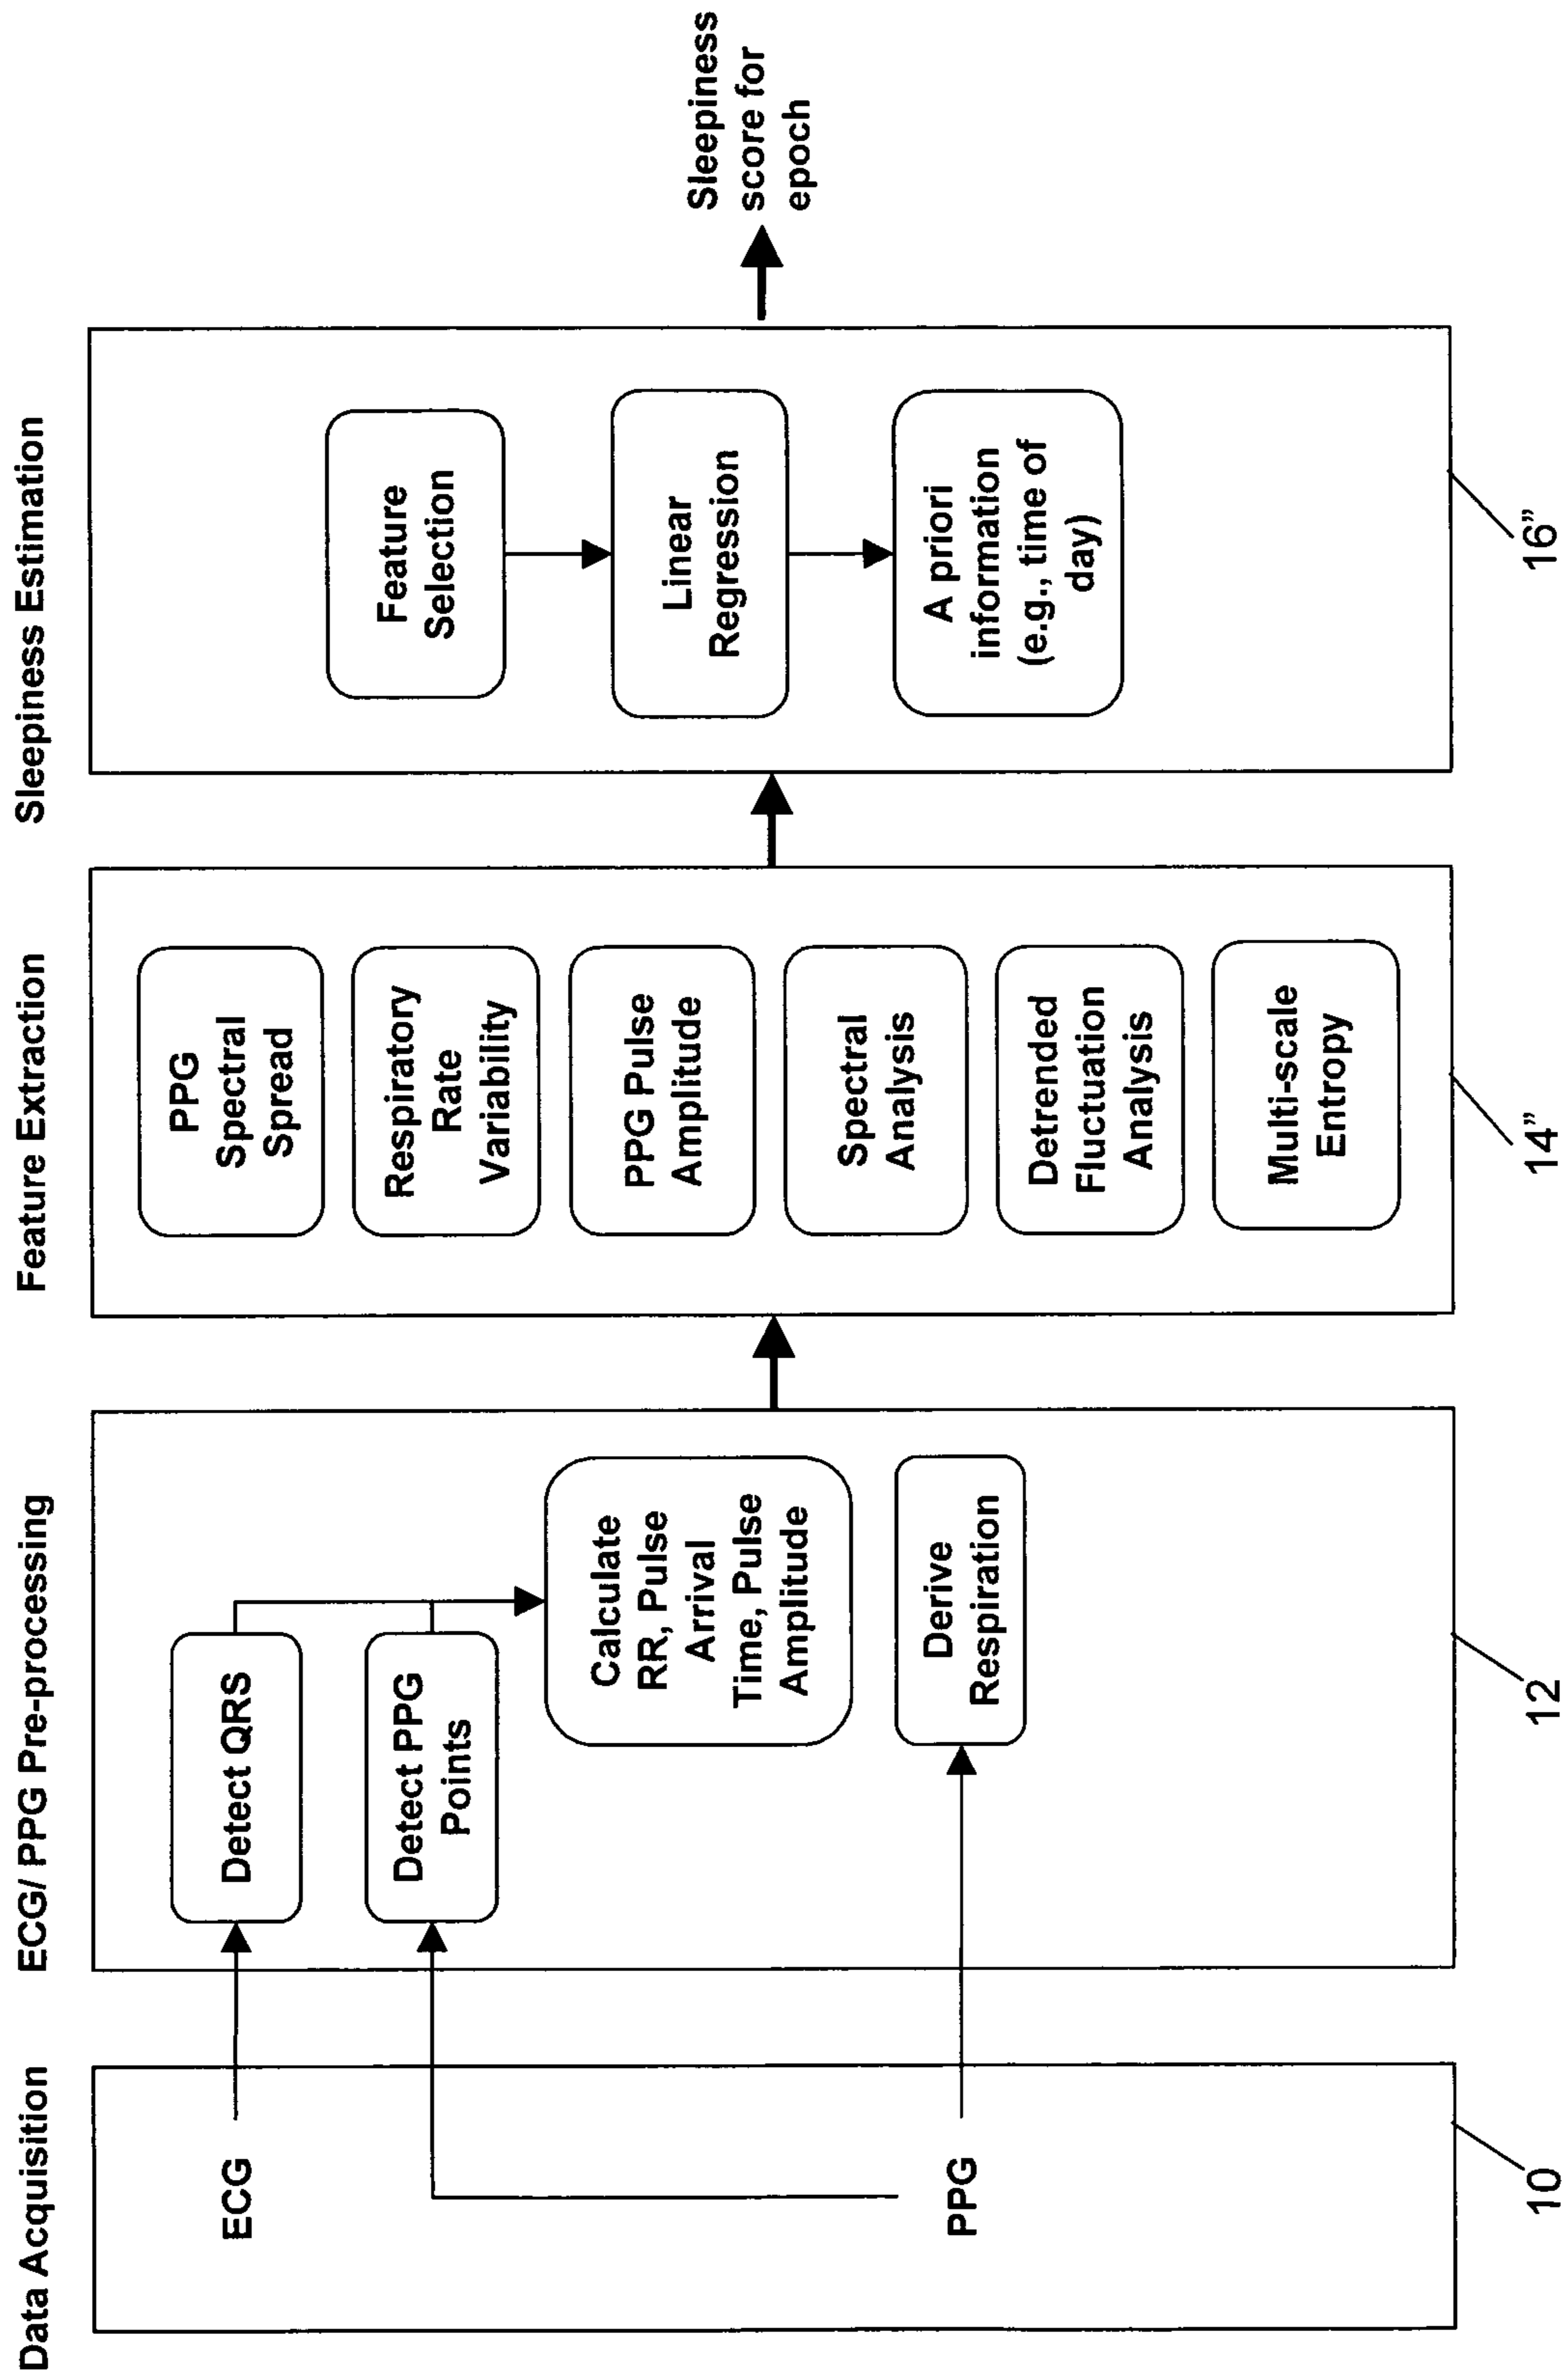 Data Acquisition
ECG
PPG
10
ECG/ PPG Pre-processing
Detect QRS
Detect PPG
Points
Calculate
RR, Pulse
Arrival
Time, Pulse
Amplitude
Derive
Respiration
12
Feature Extraction
PPG
Spectral
Spread
Respiratory
Rate
Variability
PPG Pulse
Amplitude
Spectral
Analysis
Detrended
Fluctuation
Analysis
Multi-scale
Entropy
14”
Sleepiness Estimation
Feature
Selection
Linear
Regression
A priori
information
(e.g., time of
day)
16”
Sleepiness
score for
epoch